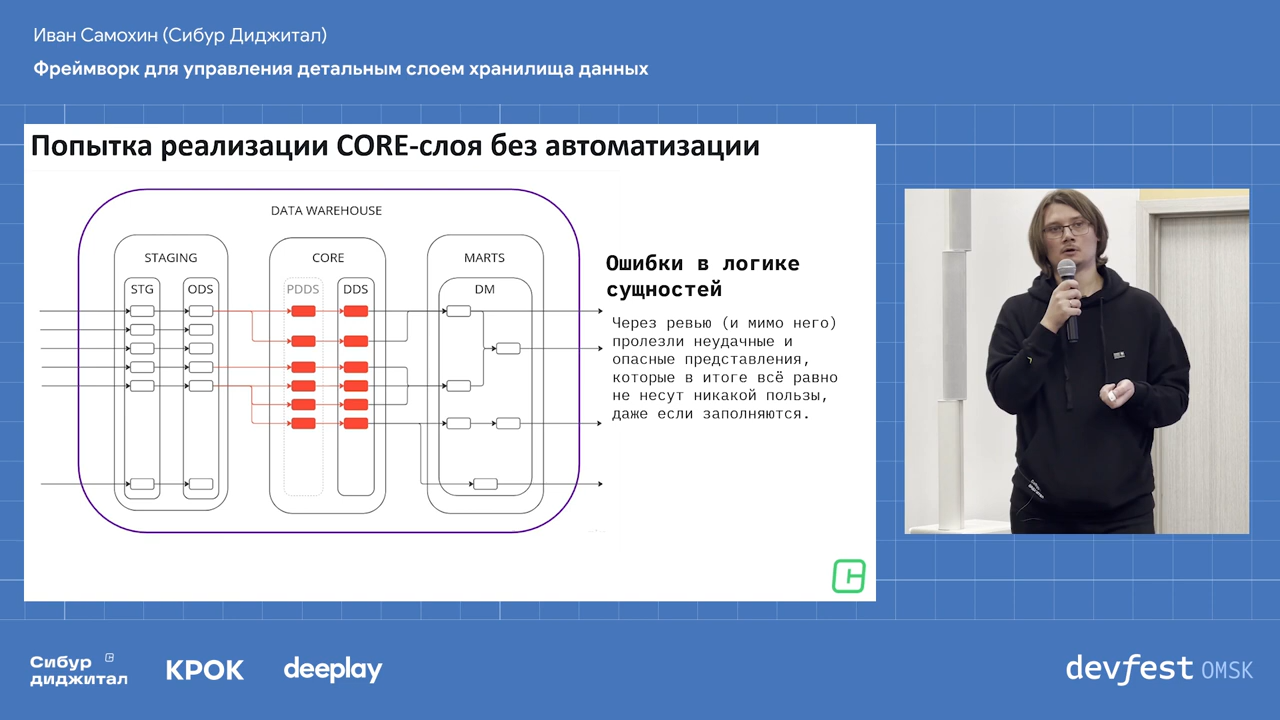 Иван Самохин (Сибур Диджитал)
Фреймворк для управления детальным слоем хранилища данных
Попытка реализации CORE-слоя без автоматизации
DATA WAREHOUSE
STAGING
CORE
MARTS
STG
ODS
PDDS
DDS
DM
Ошибки в логике
сущностей
Через ревью (и мимо него)
пролезли неудачные и
опасные представления,
которые в итоге всё равно
не несут никакой пользы,
даже если заполняются.
Сибур
диджитал
КРОК
deeplay
devfest OMSK